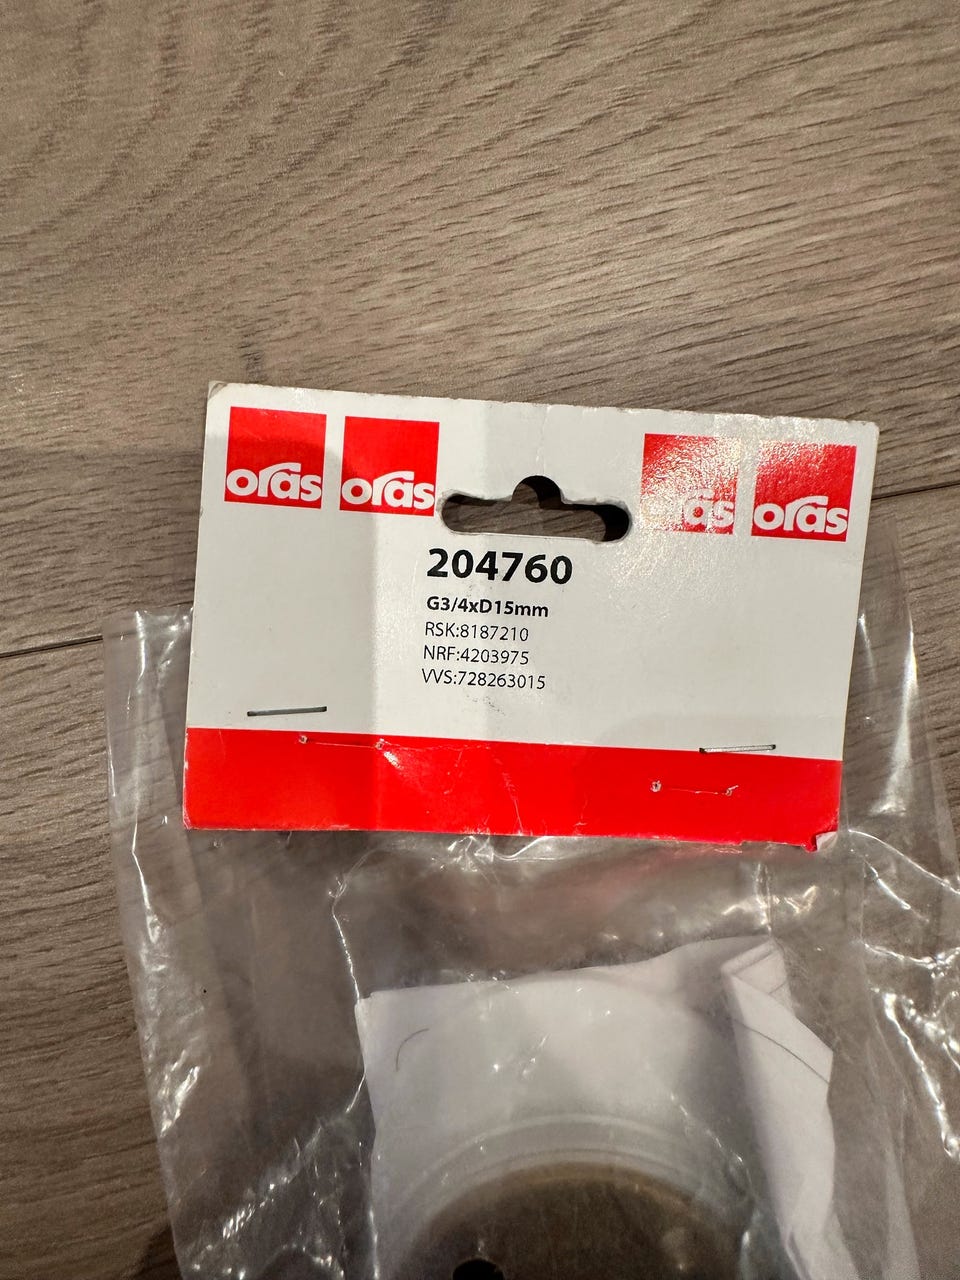 oras oras oras oras
204760
G3/4xD15mm
RSK:8187210
NRF:4203975
VVS:728263015